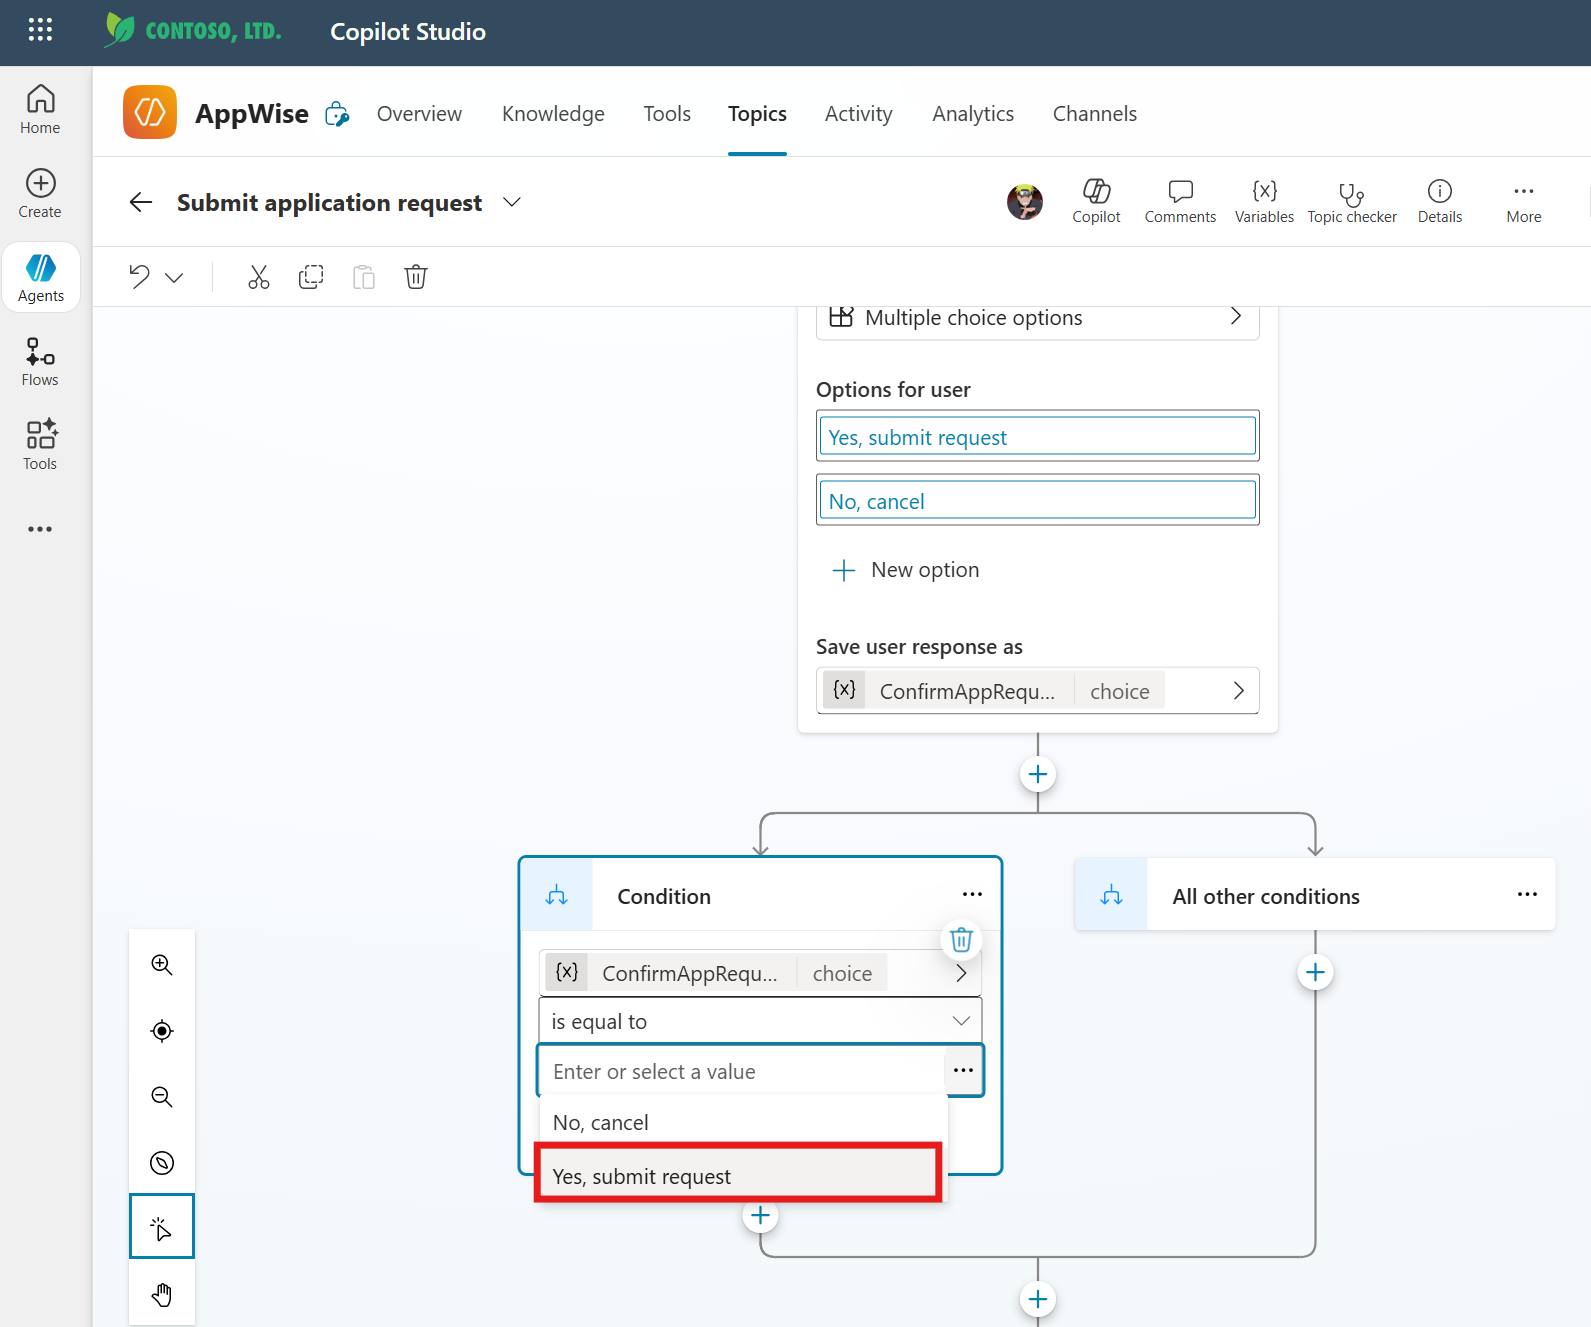 CONTOSO, LTD.
Copilot Studio
Home
Create
Agents
Flows
Tools
AppWise
Overview
Knowledge
Tools
Topics
Activity
Analytics
Channels
Submit application request
Copilot
Comments
{x}
Variables
Topic checker
Details
More
Multiple choice options
Options for user
Yes, submit request
No, cancel
New option
Save user response as
{x} ConfirmAppRequ... choice
Condition
All other conditions
{x} ConfirmAppRequ... choice
is equal to
Enter or select a value
No, cancel
Yes, submit request